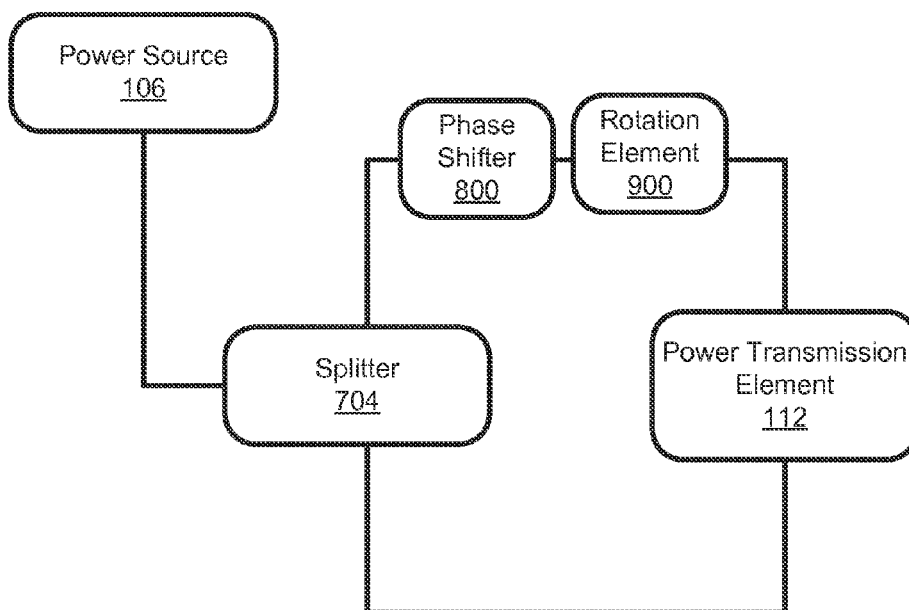 Power Source
106
Phase
Shifter
800
Rotation
Element
900
Splitter
704
Power Transmission
Element
112